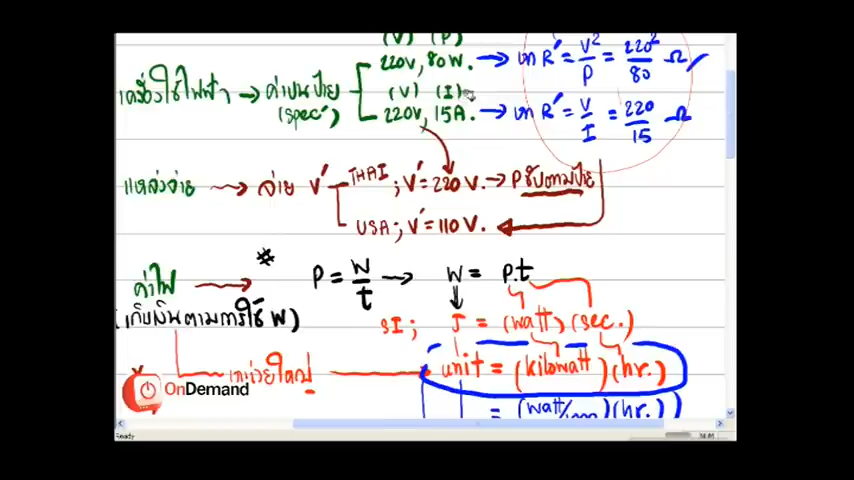 (V) (P)
220V, 80W. → หา R' = V²/P = 220²/80 Ω
เครื่องใช้ไฟฟ้า → ค่าบนป้าย (spec')
(V) (I)
220V, 15A. → หา R' = V/I = 220/15 Ω
แหล่งจ่าย → จ่าย V' THAI ; V' = 220 V. → P ขึ้นตามป้าย
USA ; V' = 110 V.
* P = W/t → W = P.t
ค่าไฟ →
(เก็บเงินตามการใช้ W)
SI ; J = (watt)(sec.)
หน่วยใหญ่ unit = (kilowatt)(hr.)
OnDemand
= (watt/1000)(hr.)
Ready